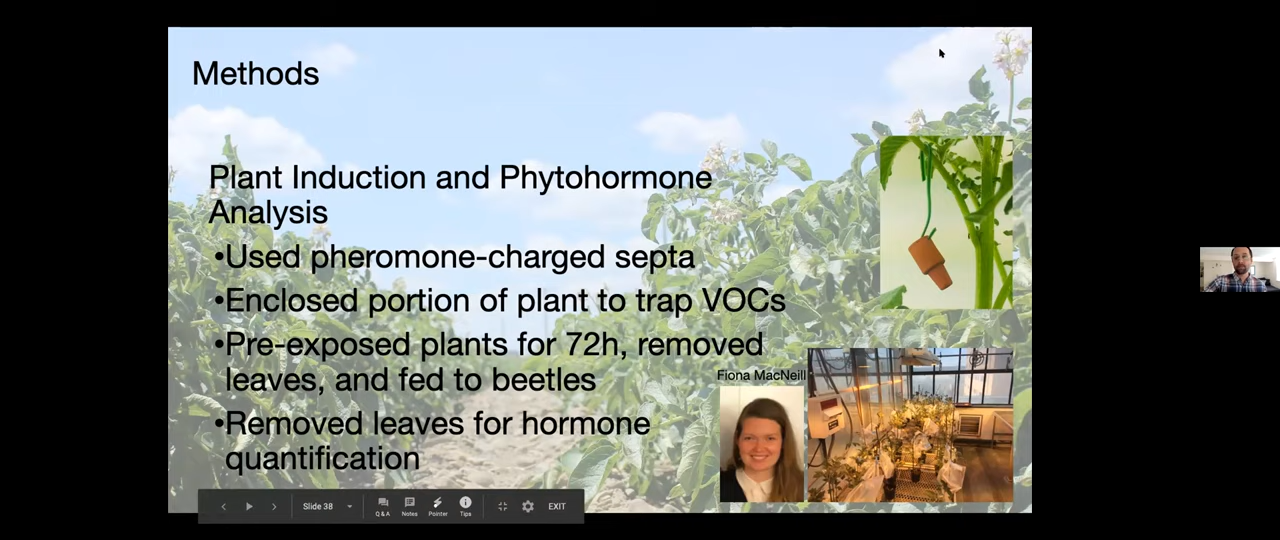 Methods
Plant Induction and Phytohormone
Analysis
•Used pheromone-charged septa
•Enclosed portion of plant to trap VOCs
•Pre-exposed plants for 72h, removed
leaves, and fed to beetles
•Removed leaves for hormone
quantification
Fiona MacNeill
Slide 38
Q & A
Notes
Pointer
Tips
EXIT